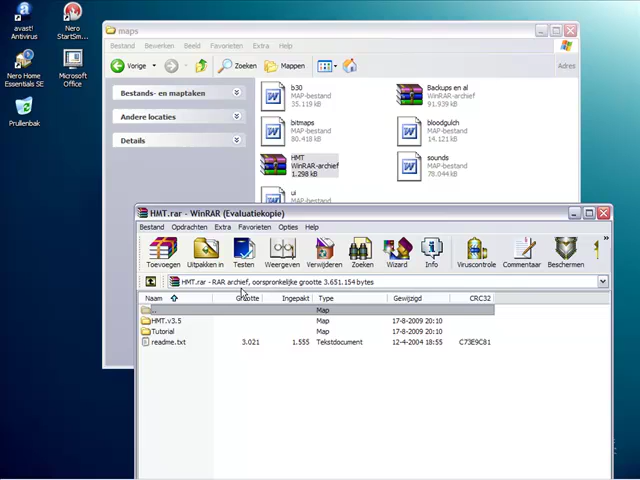 avast!
Antivirus
Nero
StartSm...
Nero Home
Essentials SE
Microsoft
Office
Prullenbak
maps
Bestand Bewerken Beeld Favorieten Extra Help
Vorige Zoeken Mappen Adres
Bestands- en maptaken
Andere locaties
Details
b30
MAP-bestand
35.119 kB
Backups en al
WinRAR-archief
91.939 kB
bitmaps
MAP-bestand
80.418 kB
bloodgulch
MAP-bestand
14.121 kB
HMT
WinRAR-archief
1.298 kB
sounds
MAP-bestand
78.044 kB
ui
MAP-bestand
HMT.rar - WinRAR (Evaluatiekopie)
Bestand Opdrachten Extra Favorieten Opties Help
Toevoegen Uitpakken in Testen Weergeven Verwijderen Zoeken Wizard Info Viruscontrole Commentaar Beschermen »
HMT.rar - RAR archief, oorspronkelijke grootte 3.651.154 bytes
Naam Grootte Ingepakt Type Gewijzigd CRC32
.. Map
HMT.v3.5 Map 17-8-2009 20:10
Tutorial Map 17-8-2009 20:10
readme.txt 3.021 1.555 Tekstdocument 12-4-2004 18:55 C73E9C81